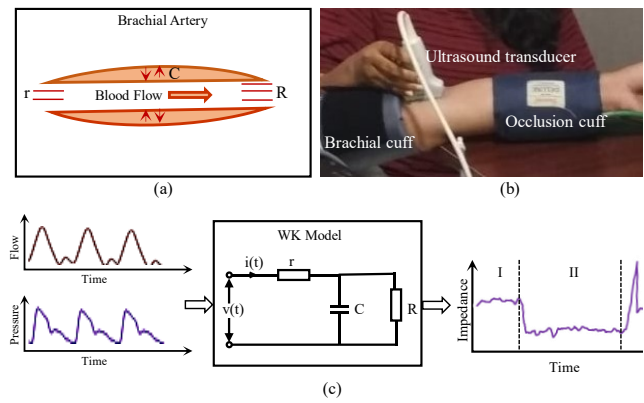 Brachial Artery
r
C
Blood Flow
R
(a)
Ultrasound transducer
Occlusion cuff
Brachial cuff
(b)
Flow
Time
Pressure
Time
WK Model
i(t)
r
v(t)
C
R
Impedance
I
II
Time
(c)